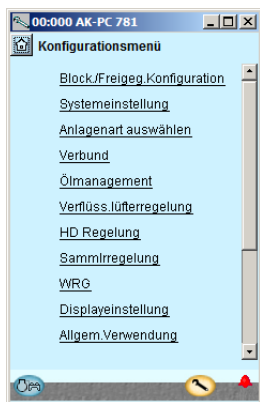 00:000 AK-PC 781
Konfigurationsmenü
Block./Freigeg.Konfiguration
Systemeinstellung
Anlagenart auswählen
Verbund
Ölmanagement
Verflüss.lüfterregelung
HD Regelung
Sammlrregelung
WRG
Displayeinstellung
Allgem.Verwendung